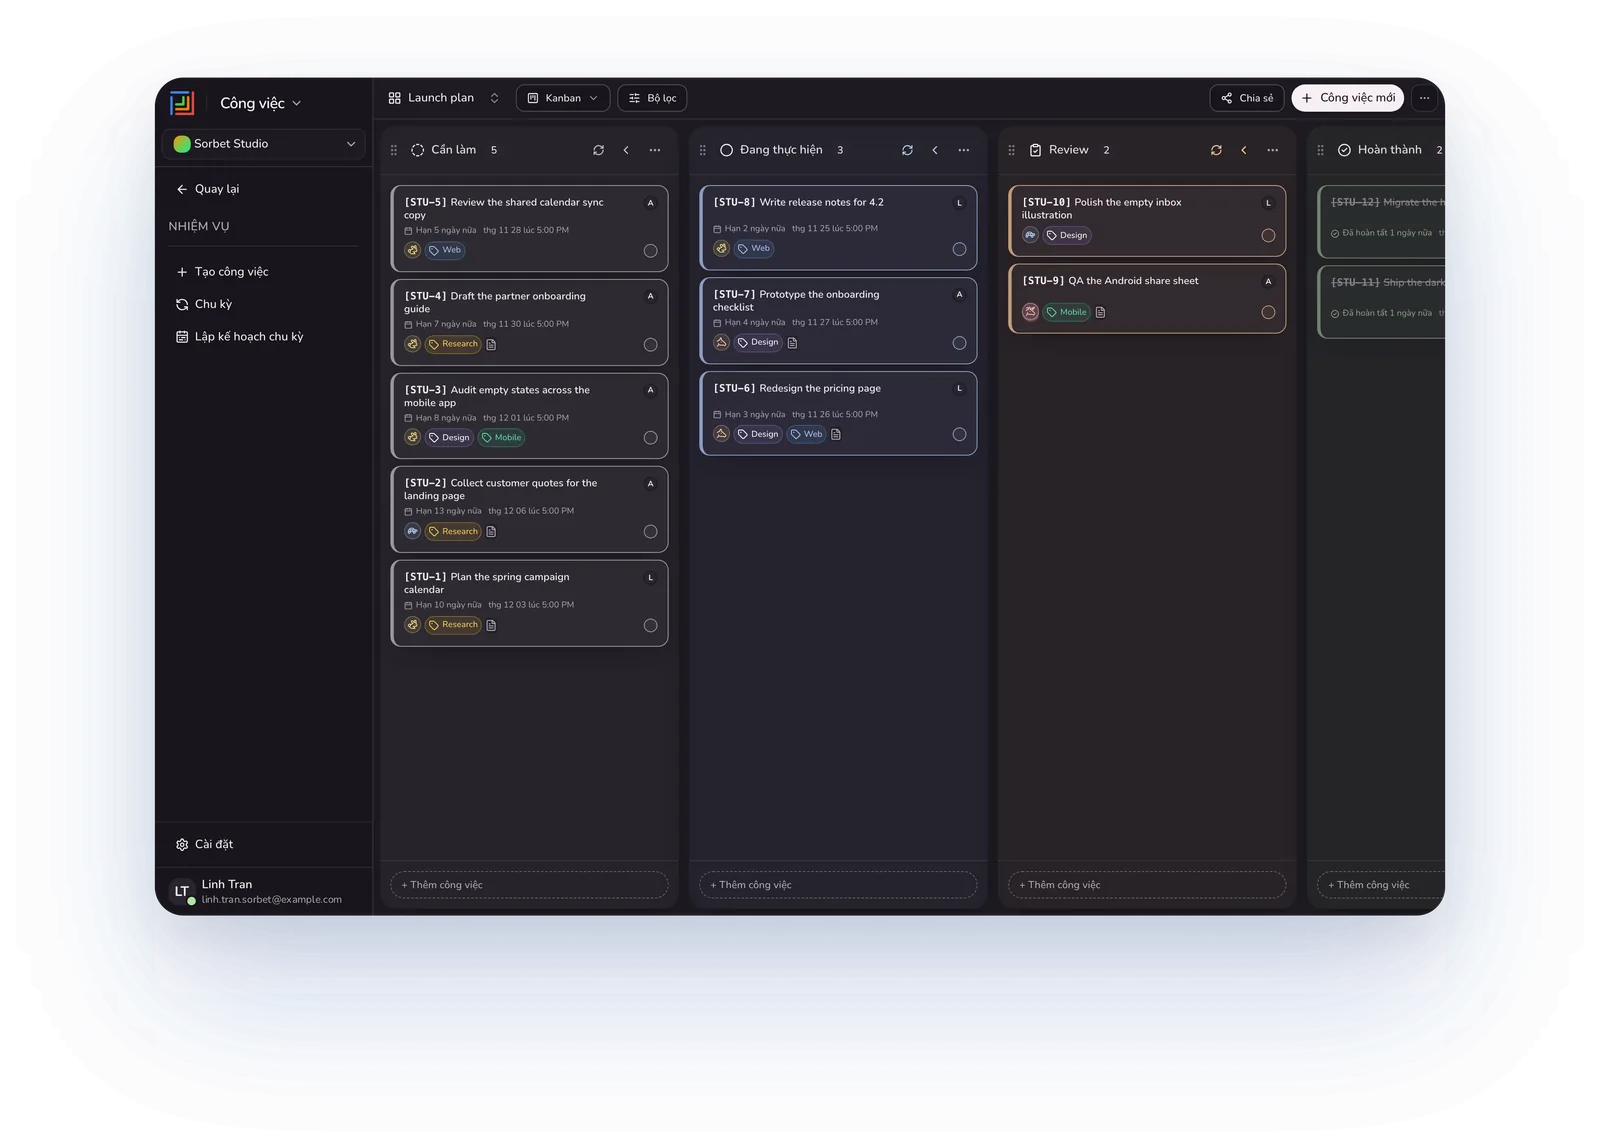 Công việc
Sorbet Studio
Quay lại
NHIỆM VỤ
Tạo công việc
Chu kỳ
Lập kế hoạch chu kỳ
Cài đặt
LT
Linh Tran
linh.tran.sorbet@example.com
Launch plan
Kanban
Bộ lọc
Chia sẻ
+ Công việc mới
Cần làm 5
[STU-5] Review the shared calendar sync
copy
A
Hạn 5 ngày nữa thg 11 28 lúc 5:00 PM
Web
[STU-4] Draft the partner onboarding
guide
A
Hạn 7 ngày nữa thg 11 30 lúc 5:00 PM
Research
[STU-3] Audit empty states across the
mobile app
A
Hạn 8 ngày nữa thg 12 01 lúc 5:00 PM
Design Mobile
[STU-2] Collect customer quotes for the
landing page
A
Hạn 13 ngày nữa thg 12 06 lúc 5:00 PM
Research
[STU-1] Plan the spring campaign
calendar
L
Hạn 10 ngày nữa thg 12 03 lúc 5:00 PM
Research
+ Thêm công việc
Đang thực hiện 3
[STU-8] Write release notes for 4.2
L
Hạn 2 ngày nữa thg 11 25 lúc 5:00 PM
Web
[STU-7] Prototype the onboarding
checklist
A
Hạn 4 ngày nữa thg 11 27 lúc 5:00 PM
Design
[STU-6] Redesign the pricing page
L
Hạn 3 ngày nữa thg 11 26 lúc 5:00 PM
Design Web
+ Thêm công việc
Review 2
[STU-10] Polish the empty inbox
illustration
L
Design
[STU-9] QA the Android share sheet
A
Mobile
+ Thêm công việc
Hoàn thành 2
[STU-12] Migrate the
Đã hoàn tất 1 ngày nữa
[STU-11] Ship the dark
Đã hoàn tất 1 ngày nữa
+ Thêm công việc